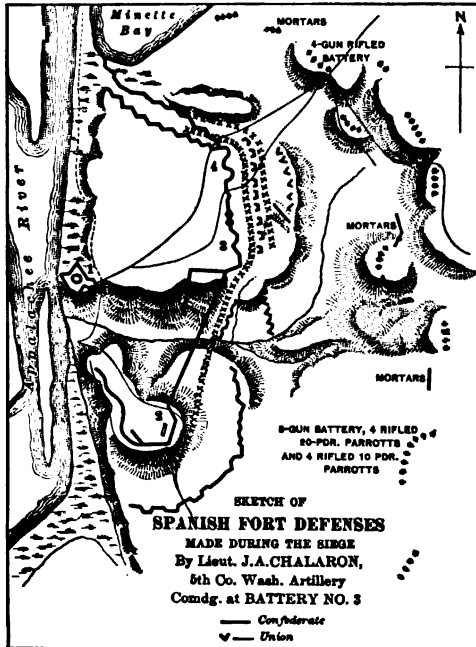 Minette
Bay
MORTARS
4-GUN RIFLED
BATTERY
N
Appalachee River
4
3
MORTARS
MORTARS
2
8-GUN BATTERY, 4 RIFLED
20-PDR. PARROTTS
AND 4 RIFLED 10 PDR.
PARROTTS
SKETCH OF
SPANISH FORT DEFENSES
MADE DURING THE SIEGE
By Lieut. J.A.CHALARON,
5th Co. Wash. Artillery
Comdg. at BATTERY NO. 3
Confederate
Union